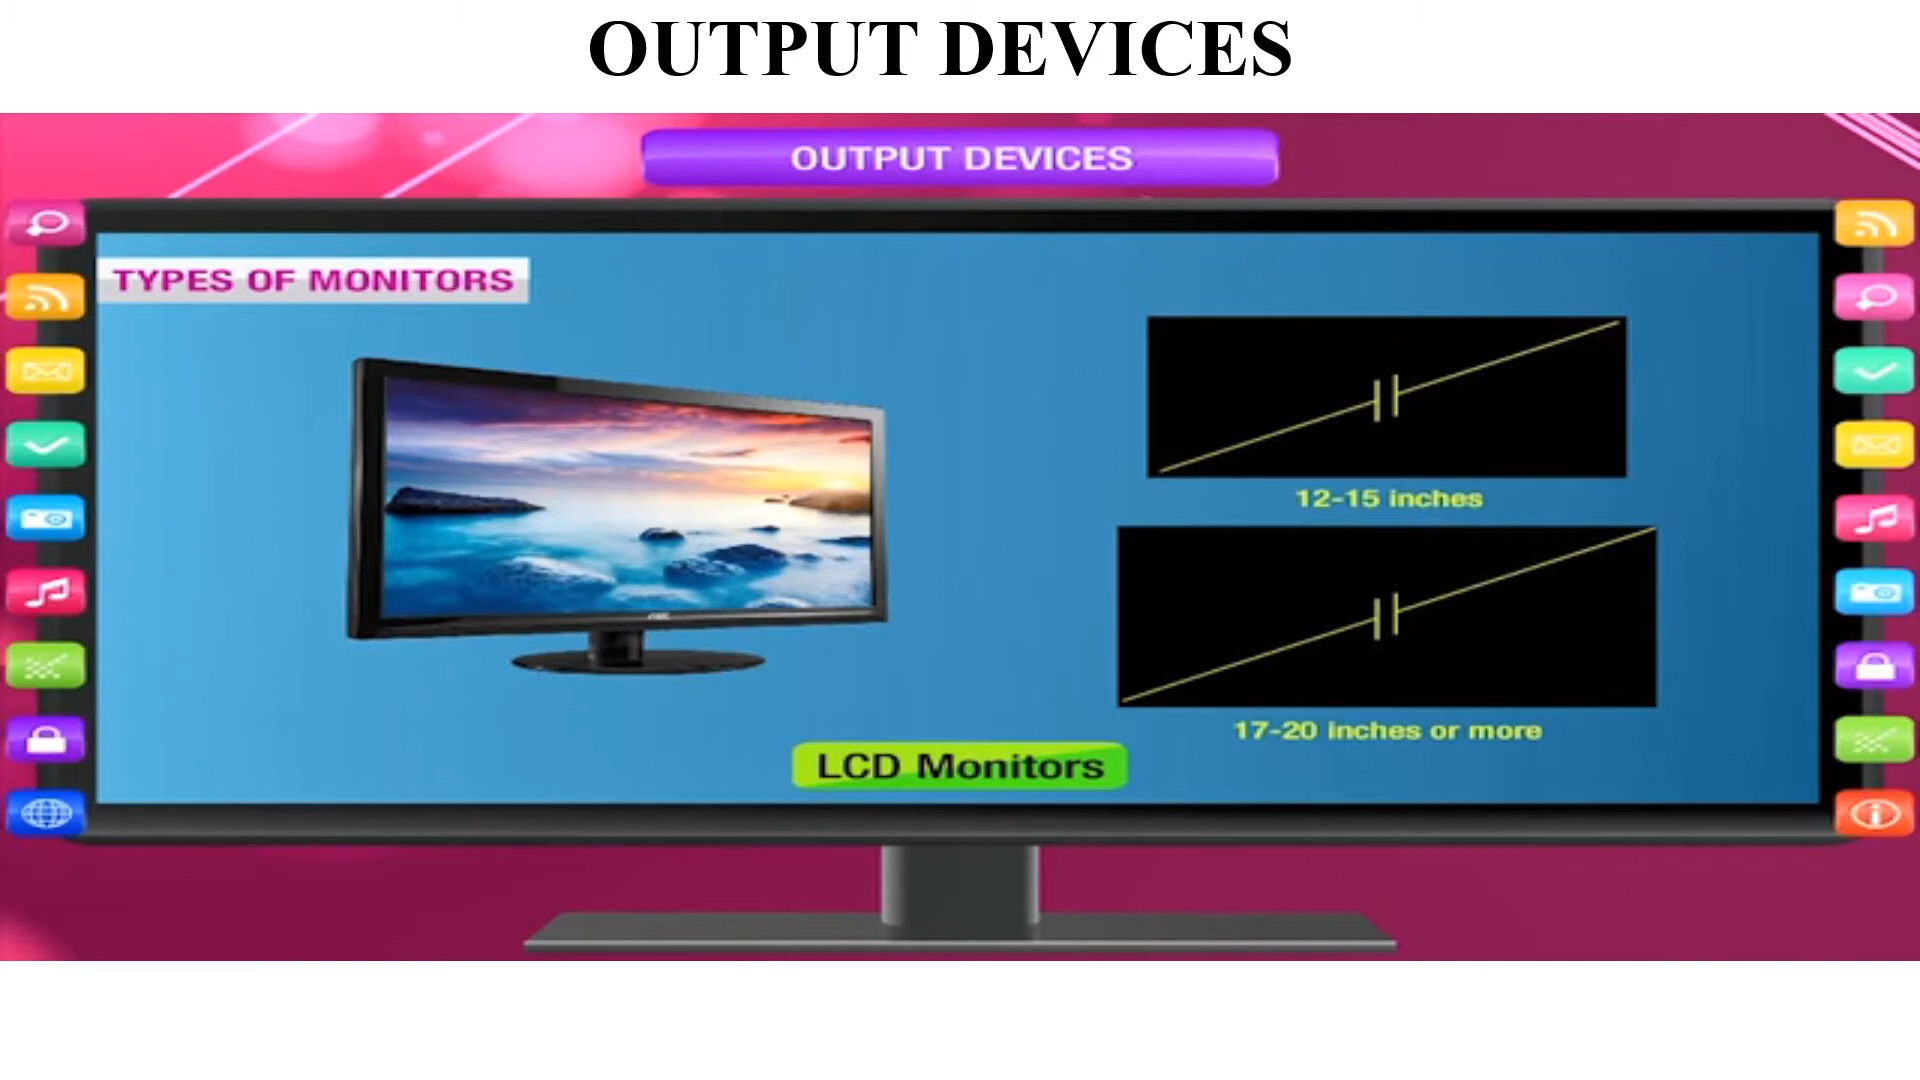 OUTPUT DEVICES
OUTPUT DEVICES
TYPES OF MONITORS
12-15 inches
17-20 inches or more
LCD Monitors